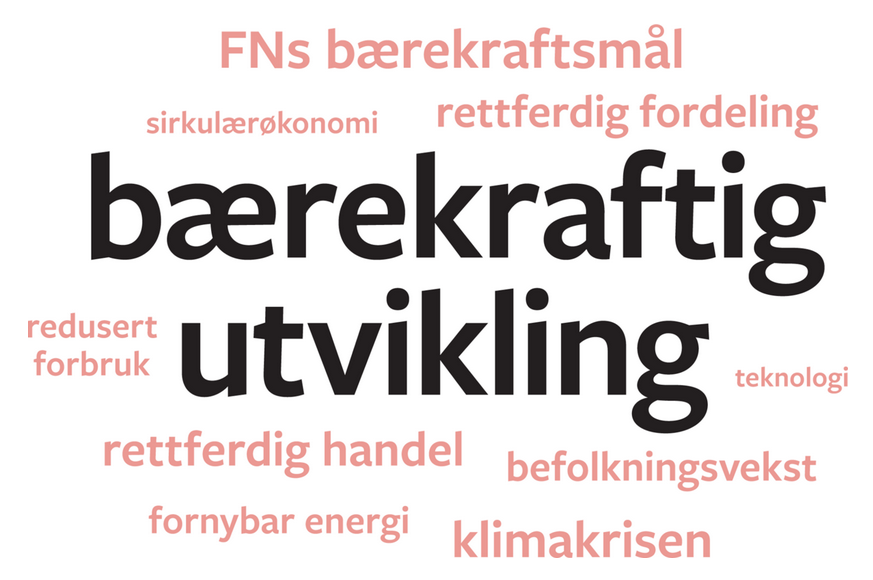 FNs bærekraftsmål
rettferdig fordeling
sirkulærøkonomi
bærekraftig
utvikling
redusert
forbruk
teknologi
rettferdig handel
befolkningsvekst
fornybar energi
klimakrisen